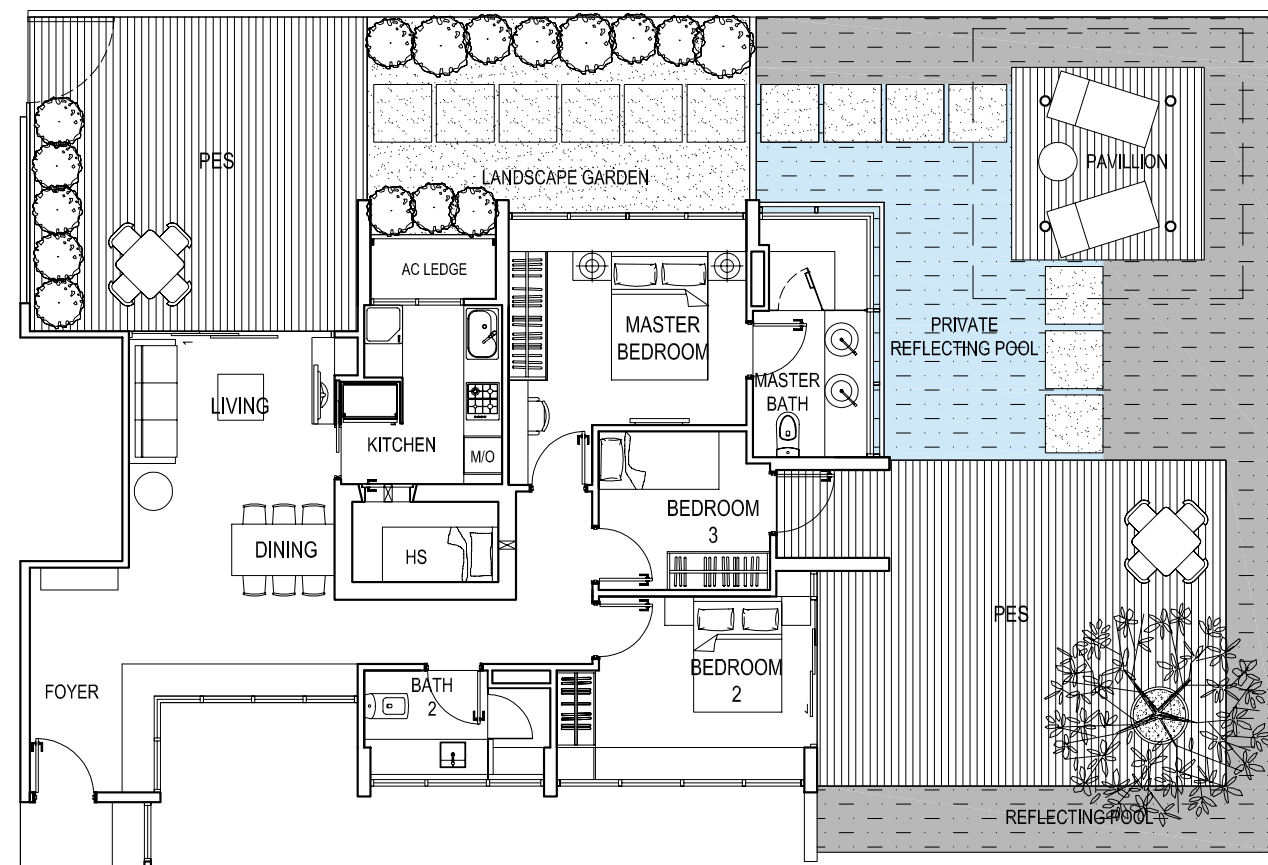 PES
LANDSCAPE GARDEN
PAVILLION
AC LEDGE
MASTER
BEDROOM
PRIVATE
REFLECTING POOL
LIVING
MASTER
BATH
KITCHEN
M/O
BEDROOM
3
DINING
HS
PES
BEDROOM
2
FOYER
BATH
2
REFLECTING POOL